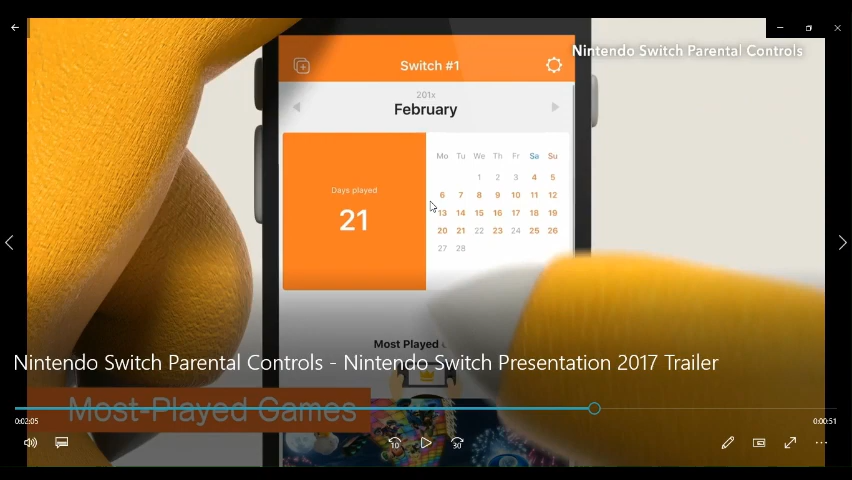 Nintendo Switch Parental Controls
Switch #1
201x
February
Days played
21
Mo Tu We Th Fr Sa Su
1 2 3 4 5
6 7 8 9 10 11 12
13 14 15 16 17 18 19
20 21 22 23 24 25 26
27 28
Most Played
Nintendo Switch Parental Controls - Nintendo Switch Presentation 2017 Trailer
Most-Played Games
0:02:05
0:00:51
10
30